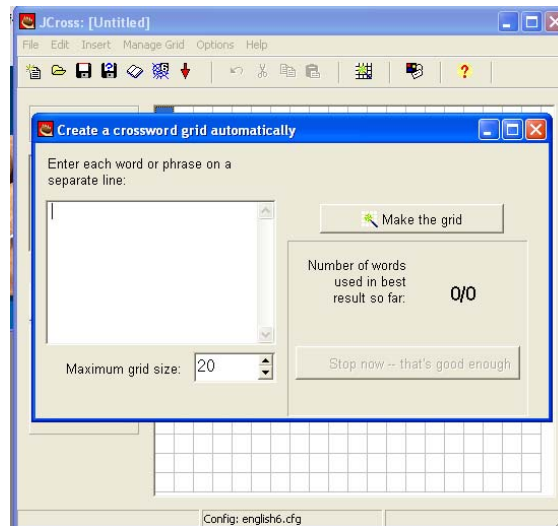 JCross: [Untitled]
File Edit Insert Manage Grid Options Help
?
Create a crossword grid automatically
Enter each word or phrase on a
separate line:
Make the grid
Number of words
used in best
result so far:
0/0
Maximum grid size: 20
Stop now -- that's good enough
Config: english6.cfg